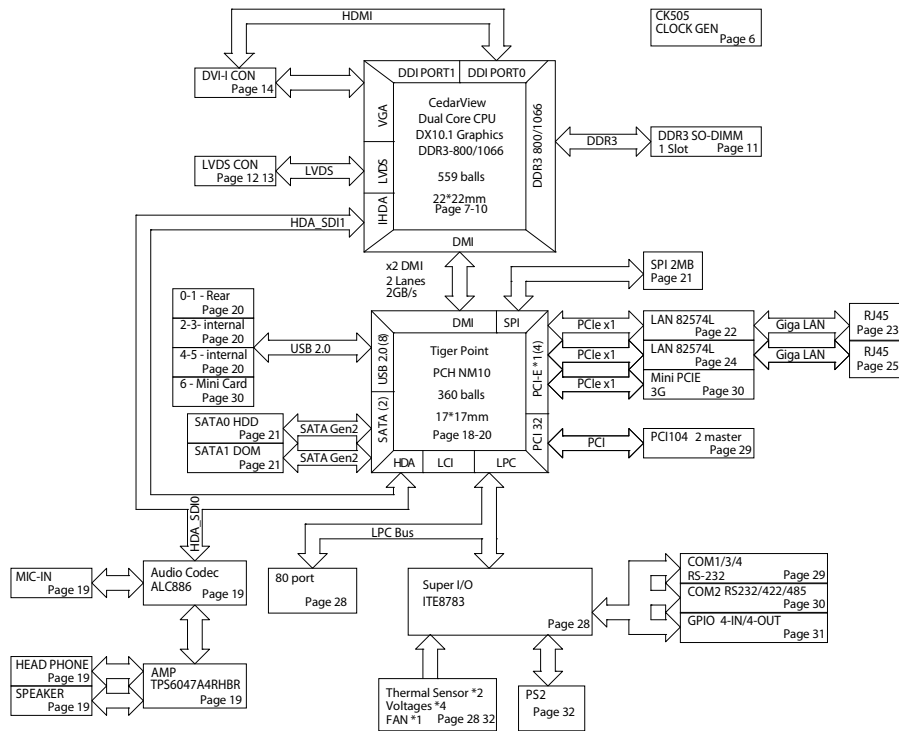 HDMI
CK505
CLOCK GEN
Page 6
DVI-I CON
Page 14
DDI PORT1
DDI PORT0
VGA
CedarView
Dual Core CPU
DX10.1 Graphics
DDR3-800/1066
559 balls
22*22mm
Page 7-10
DDR3 800/1066
DDR3
DDR3 SO-DIMM
1 Slot
Page 11
LVDS CON
Page 12 13
LVDS
LVDS
IHDA
HDA_SDI1
DMI
x2 DMI
2 Lanes
2GB/s
SPI 2MB
Page 21
0-1 - Rear
Page 20
2-3- internal
Page 20
4-5 - internal
Page 20
6 - Mini Card
Page 30
USB 2.0
USB 2.0 (8)
DMI
SPI
Tiger Point
PCH NM10
360 balls
17*17mm
Page 18-20
PCI-E *1(4)
PCIe x1
LAN 82574L
Page 22
Giga LAN
RJ45
Page 23
PCIe x1
LAN 82574L
Page 24
Giga LAN
RJ45
Page 25
PCIe x1
Mini PCIE
3G
Page 30
SATA0 HDD
Page 21
SATA Gen2
SATA1 DOM
Page 21
SATA Gen2
SATA (2)
PCI 32
PCI
PCI104 2 master
Page 29
HDA
LCI
LPC
HDA_SDI0
LPC Bus
MIC-IN
Page 19
Audio Codec
ALC886
Page 19
80 port
Page 28
Super I/O
ITE8783
Page 28
COM1/3/4
RS-232
Page 29
COM2 RS232/422/485
Page 30
GPIO 4-IN/4-OUT
Page 31
HEAD PHONE
Page 19
SPEAKER
Page 19
AMP
TPS6047A4RHBR
Page 19
Thermal Sensor *2
Voltages *4
FAN *1
Page 28 32
PS2
Page 32